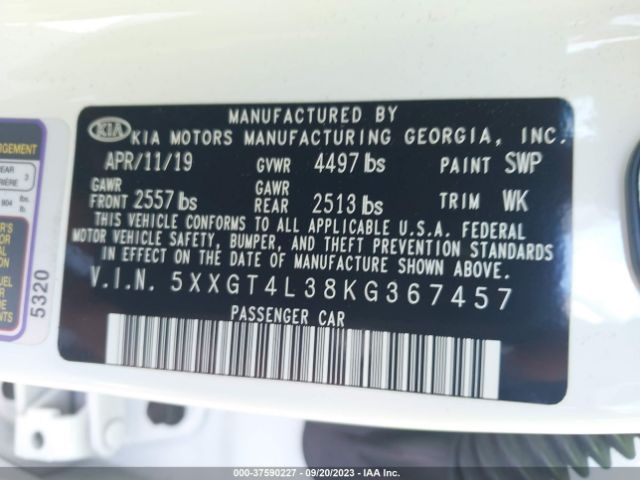 MANUFACTURED BY
KIA KIA MOTORS MANUFACTURING GEORGIA, INC.
APR/11/19 GVWR 4497 lbs PAINT SWP
GAWR FRONT 2557 lbs GAWR REAR 2513 lbs TRIM WK
THIS VEHICLE CONFORMS TO ALL APPLICABLE U.S.A. FEDERAL
MOTOR VEHICLE SAFETY, BUMPER, AND THEFT PREVENTION STANDARDS
IN EFFECT ON THE DATE OF MANUFACTURE SHOWN ABOVE.
V.I.N. 5XXGT4L38KG367457
PASSENGER CAR
5320
000-37590227 - 09/20/2023 - IAA Inc.